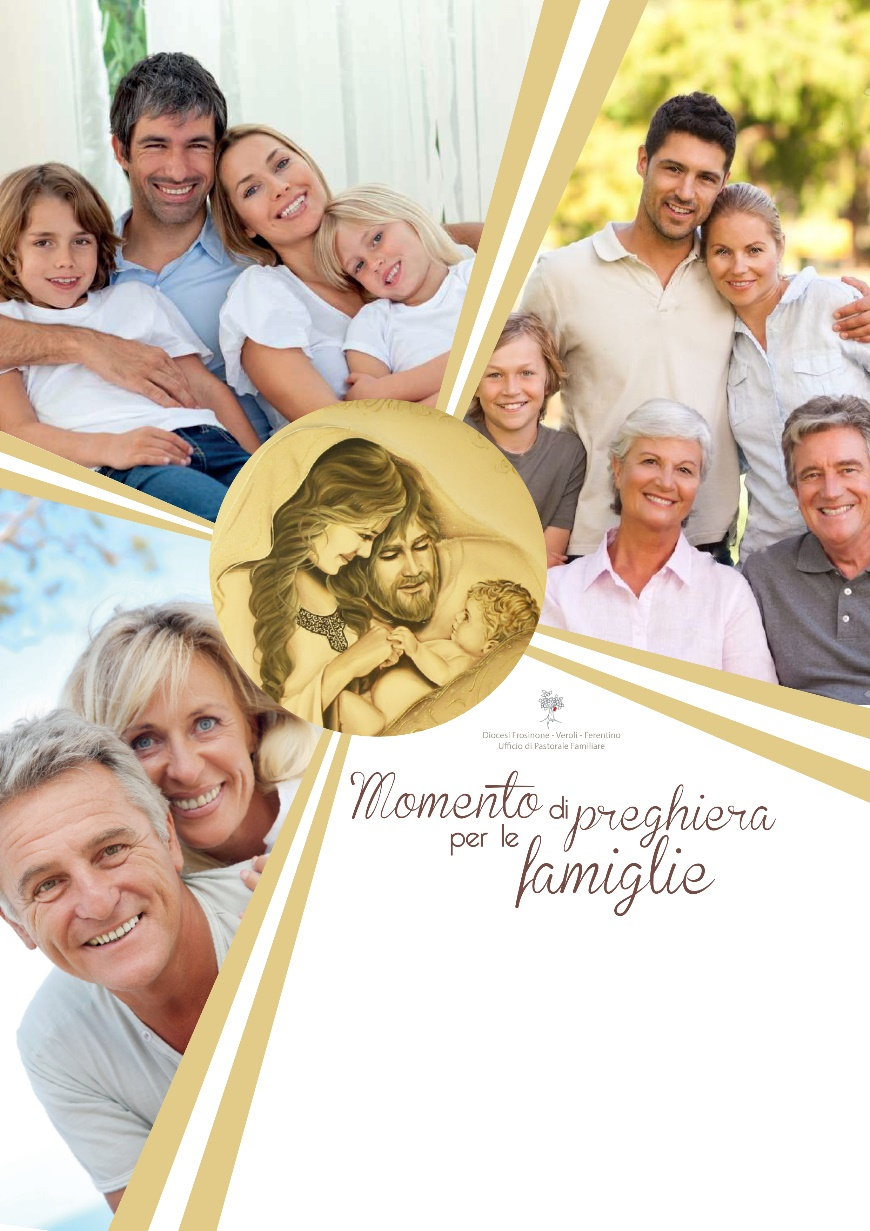 Diocesi Frosinone - Veroli - Ferentino
Ufficio di Pastorale Familiare
Momento di preghiera
per le famiglie